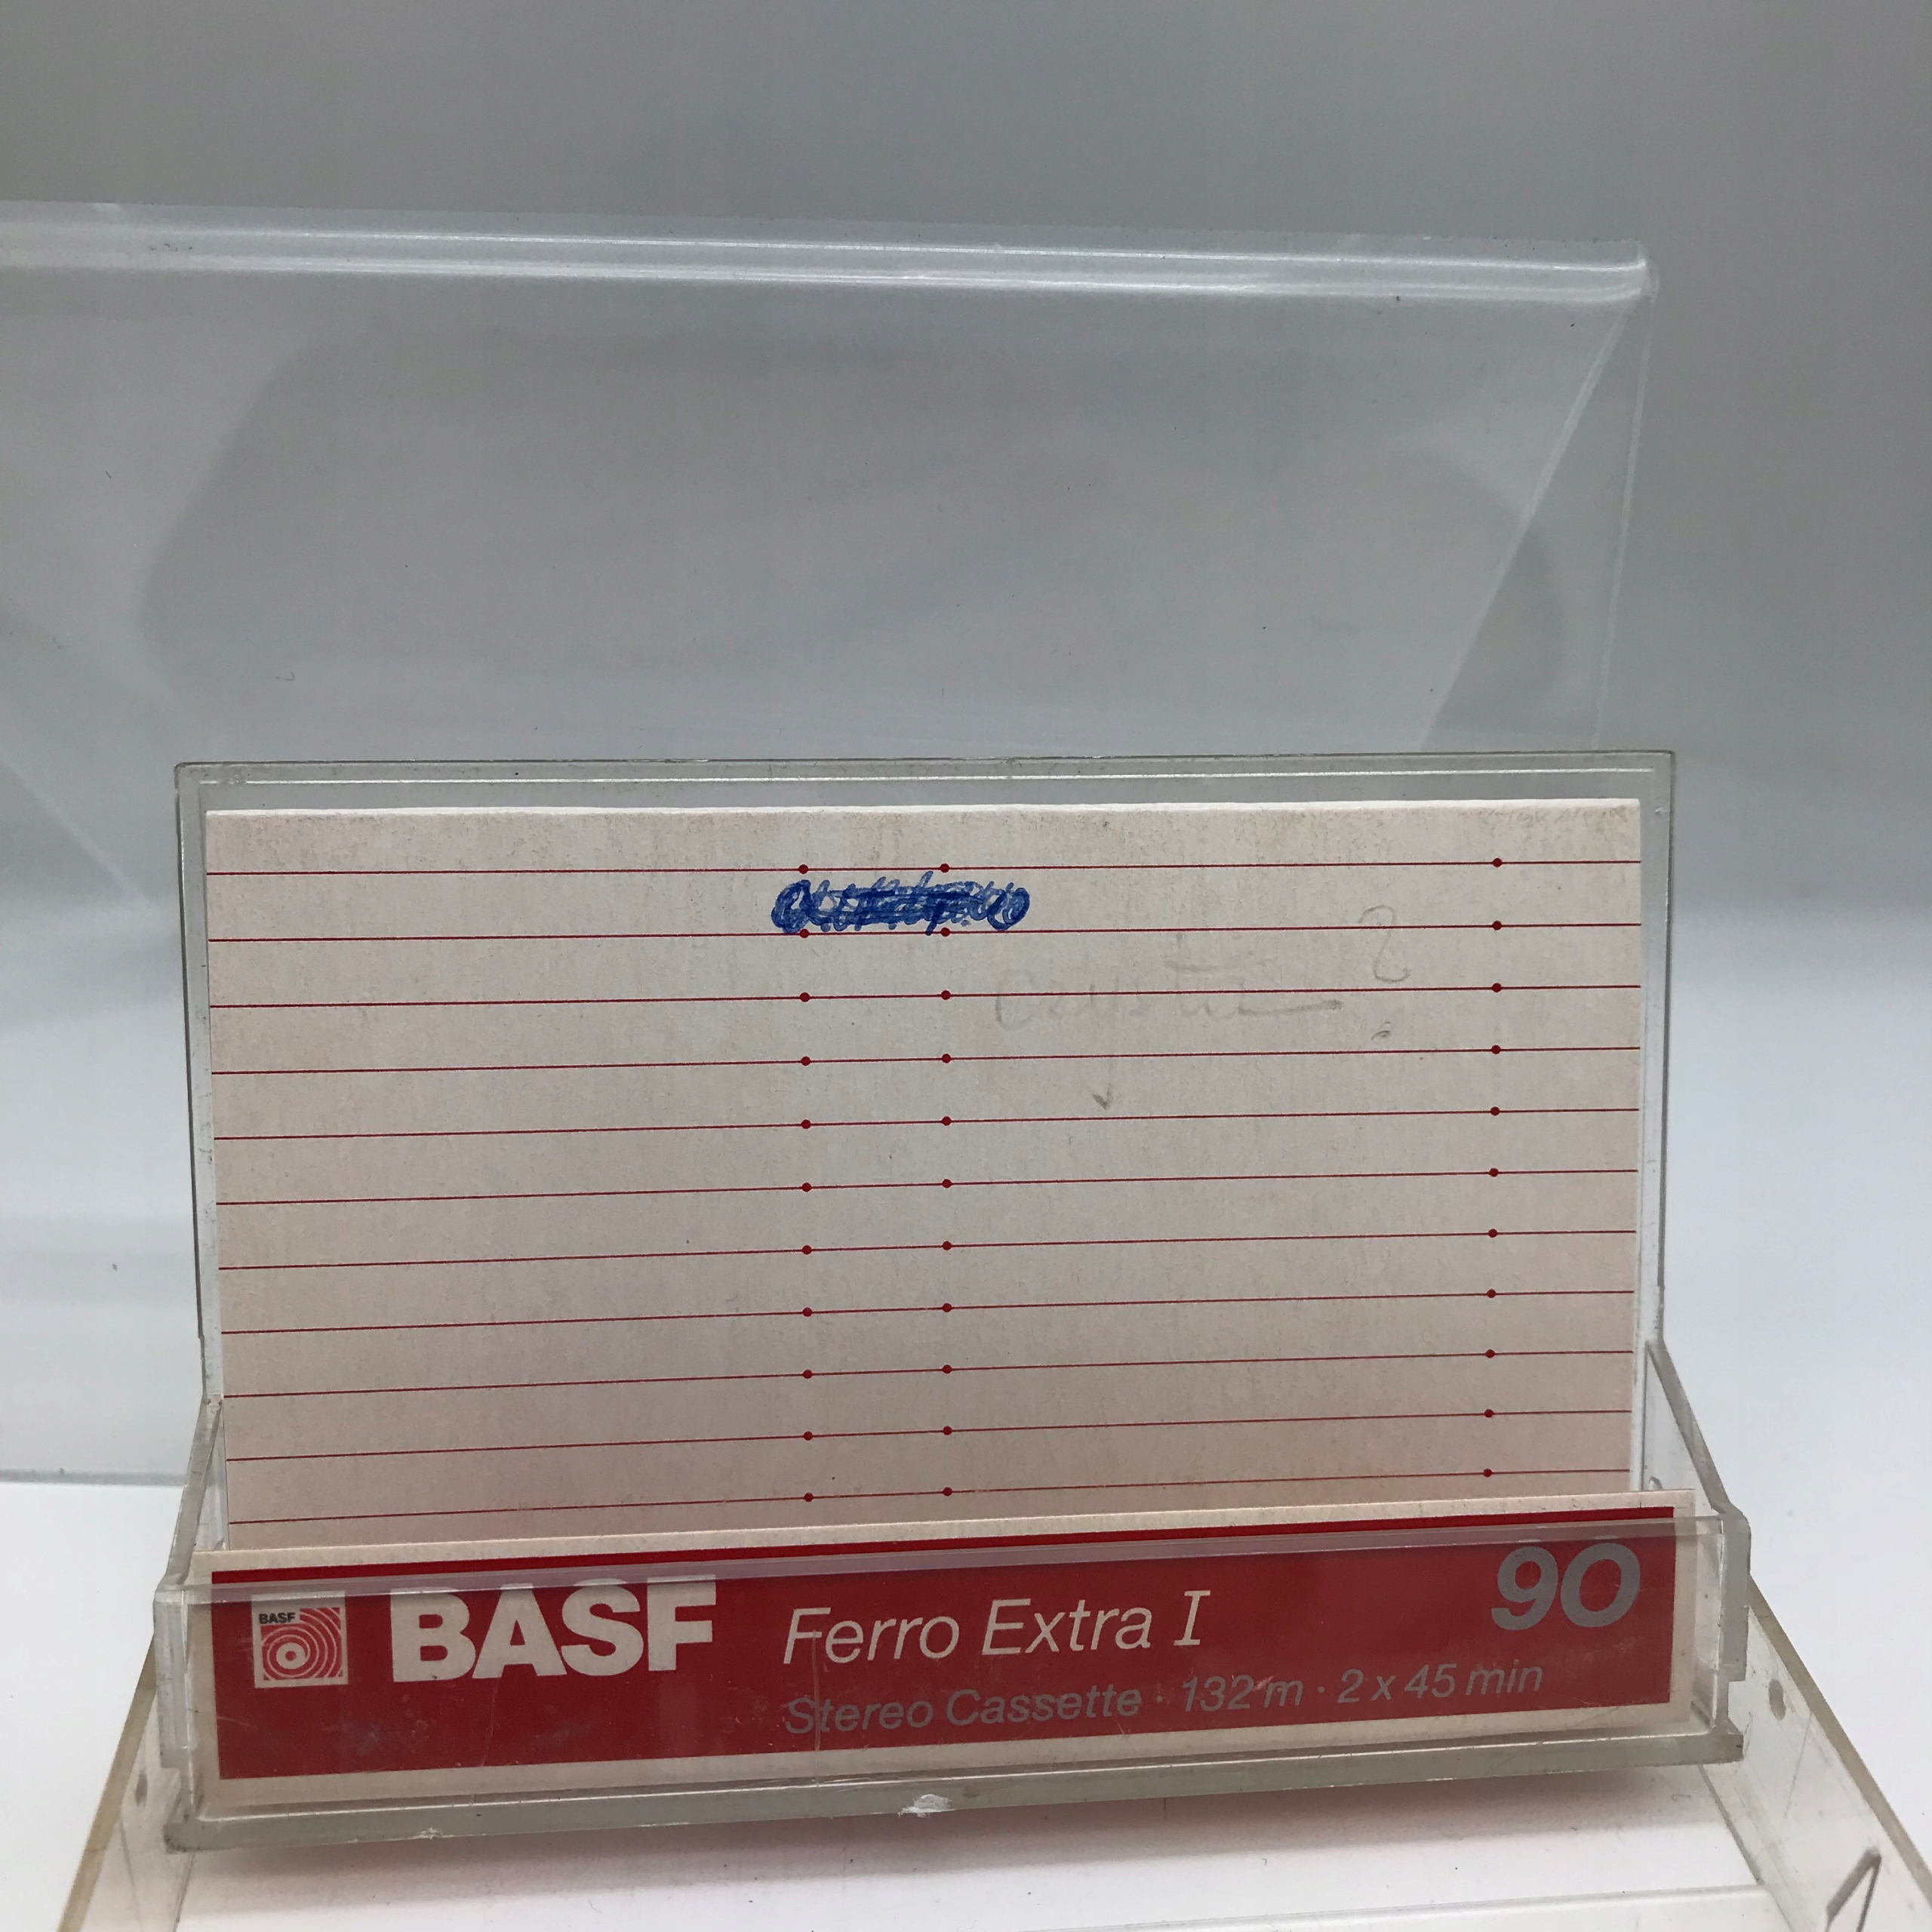 ?
BASF
BASF Ferro Extra I 90
Stereo Cassette · 132 m · 2 x 45 min